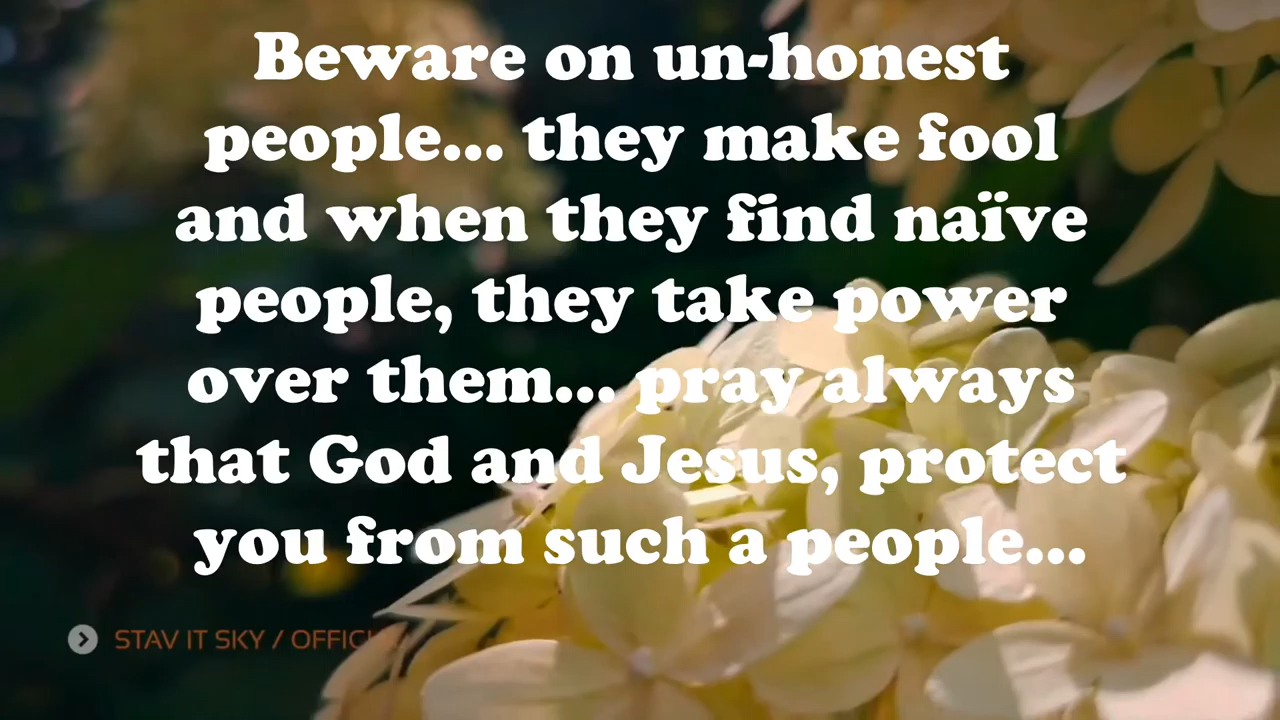 Beware on un-honest
people... they make fool
and when they find naïve
people, they take power
over them... pray always
that God and Jesus, protect
you from such a people...
STAV IT SKY / OFFICI